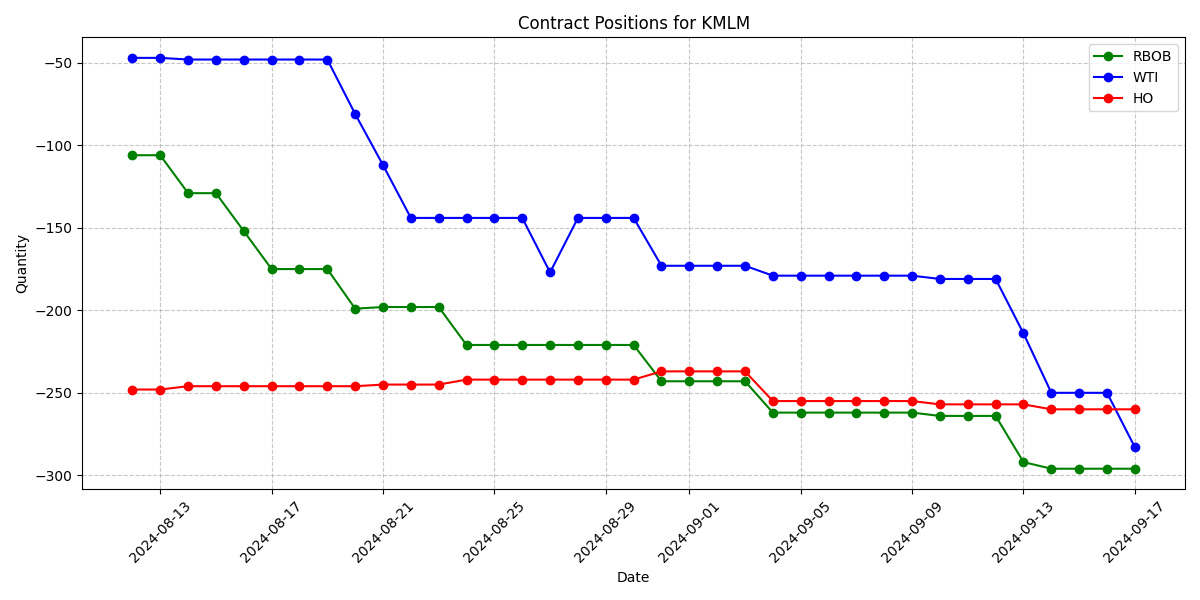 Contract Positions for KMLM
RBOB
WTI
HO
Quantity
−50
−100
−150
−200
−250
−300
2024-08-13
2024-08-17
2024-08-21
2024-08-25
2024-08-29
2024-09-01
2024-09-05
2024-09-09
2024-09-13
2024-09-17
Date